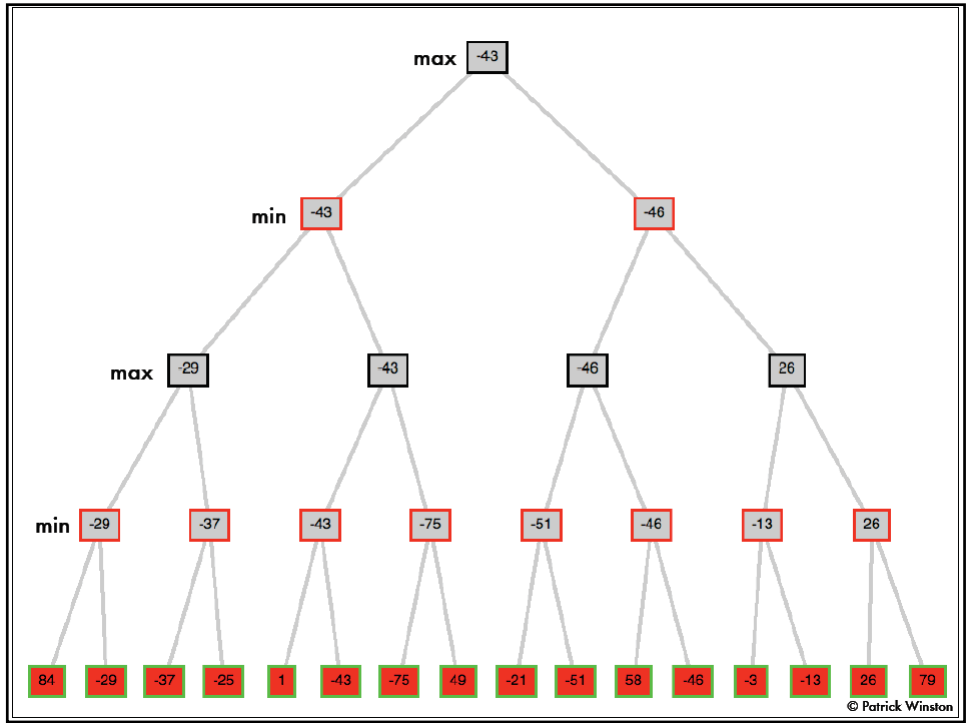 max -43
min -43 -46
max -29 -43 -46 26
min -29 -37 -43 -75 -51 -46 -13 26
84 -29 -37 -25 1 -43 -75 49 -21 -51 58 -46 -3 -13 26 79
© Patrick Winston